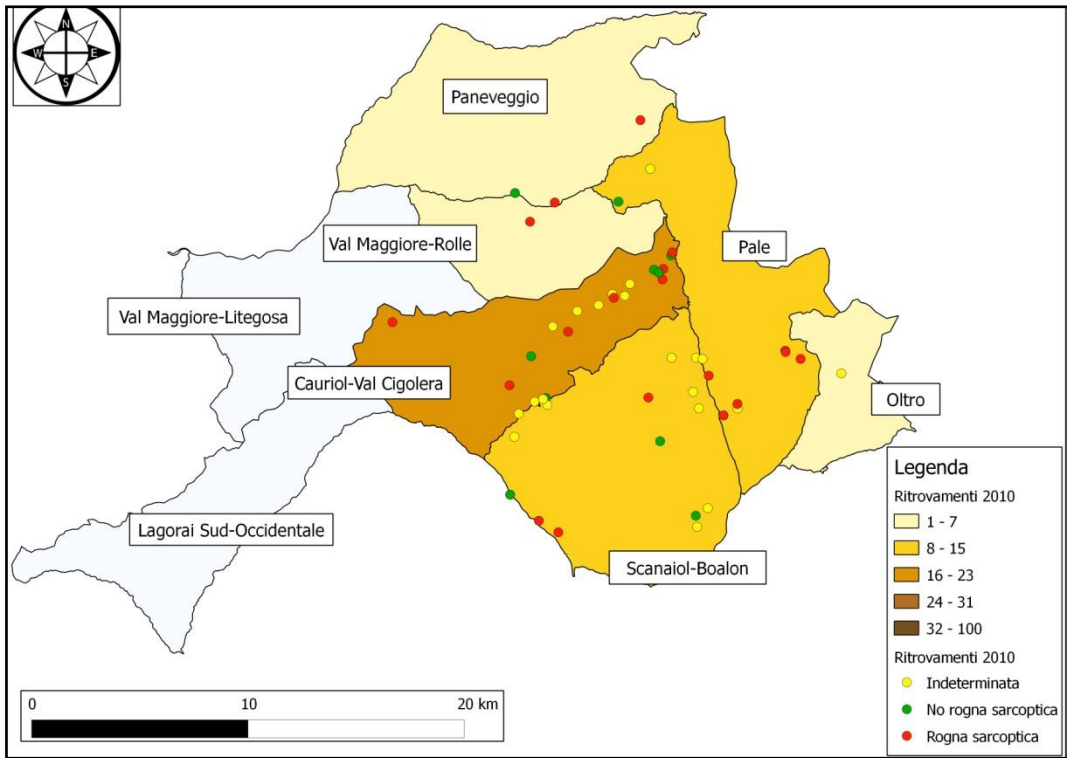 N
W E
S
Paneveggio
Val Maggiore-Rolle
Pale
Val Maggiore-Litegosa
Cauriol-Val Cigolera
Oltro
Lagorai Sud-Occidentale
Scanaiol-Boalon
Legenda
Ritrovamenti 2010
1 - 7
8 - 15
16 - 23
24 - 31
32 - 100
Ritrovamenti 2010
Indeterminata
No rogna sarcoptica
Rogna sarcoptica
0 10 20 km